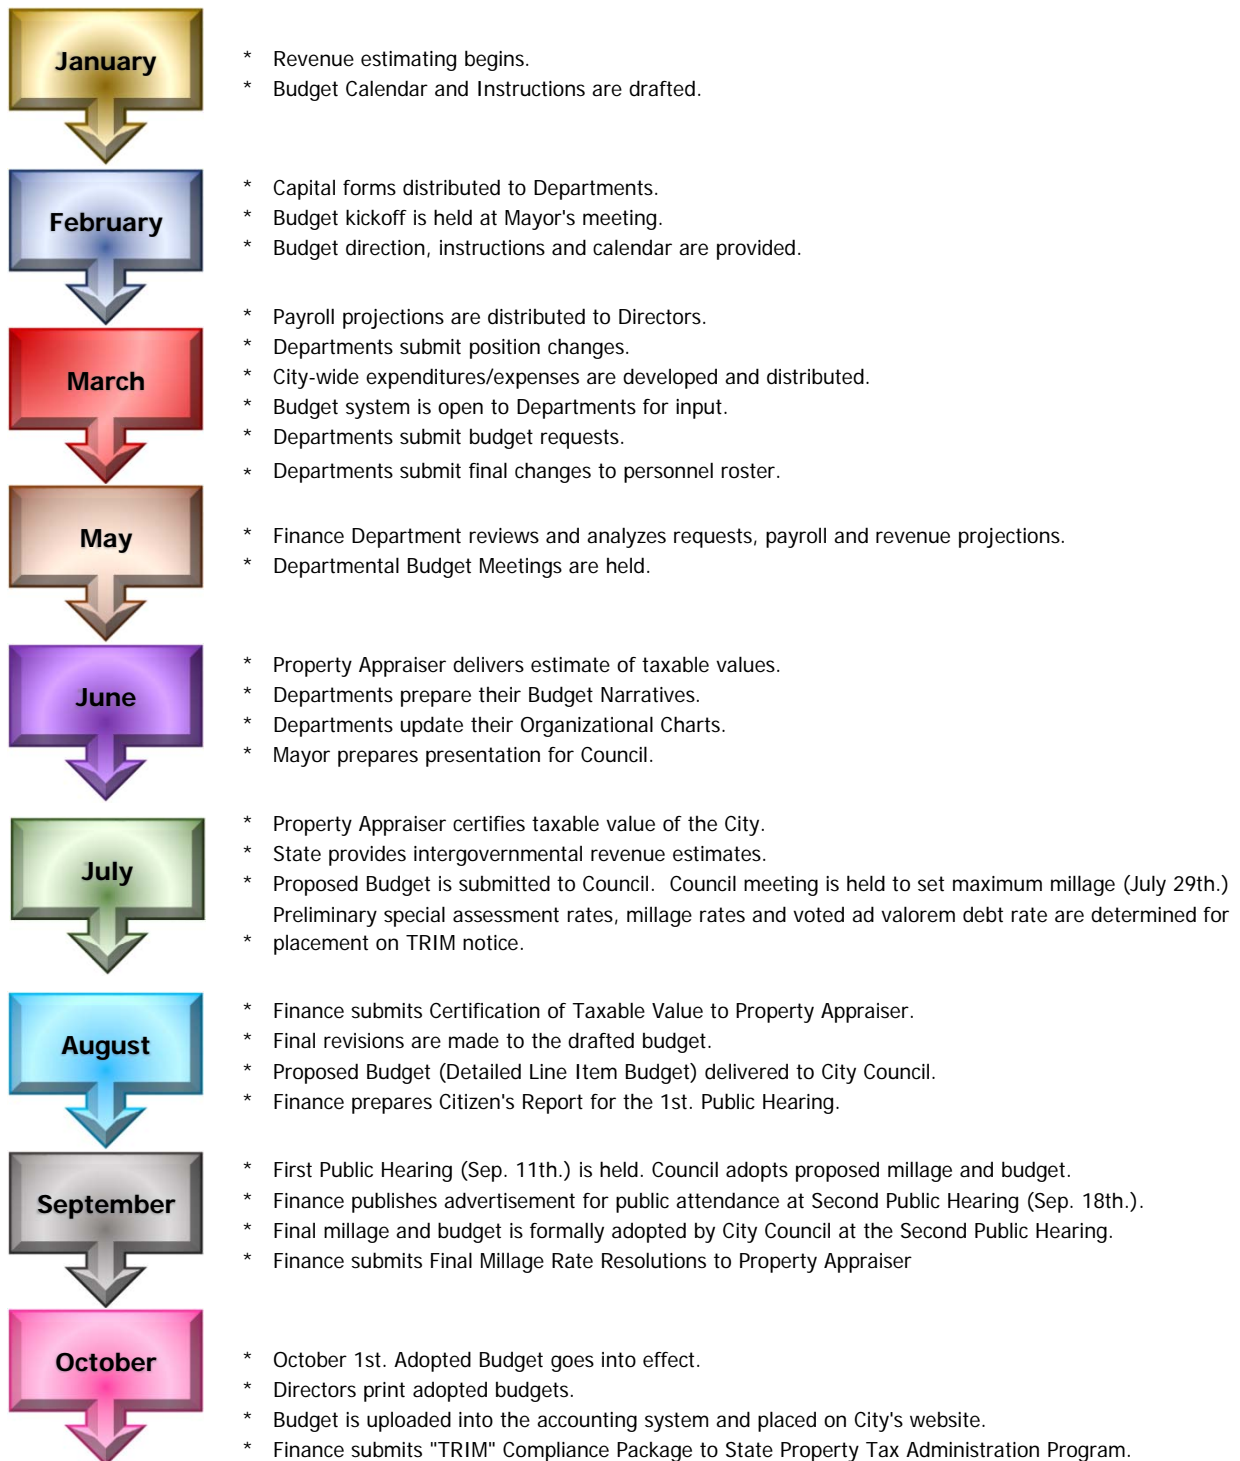 January
* Revenue estimating begins.
* Budget Calendar and Instructions are drafted.
February
* Capital forms distributed to Departments.
* Budget kickoff is held at Mayor's meeting.
* Budget direction, instructions and calendar are provided.
March
* Payroll projections are distributed to Directors.
* Departments submit position changes.
* City-wide expenditures/expenses are developed and distributed.
* Budget system is open to Departments for input.
* Departments submit budget requests.
* Departments submit final changes to personnel roster.
May
* Finance Department reviews and analyzes requests, payroll and revenue projections.
* Departmental Budget Meetings are held.
June
* Property Appraiser delivers estimate of taxable values.
* Departments prepare their Budget Narratives.
* Departments update their Organizational Charts.
* Mayor prepares presentation for Council.
July
* Property Appraiser certifies taxable value of the City.
* State provides intergovernmental revenue estimates.
* Proposed Budget is submitted to Council.  Council meeting is held to set maximum millage (July 29th.)
Preliminary special assessment rates, millage rates and voted ad valorem debt rate are determined for
* placement on TRIM notice.
August
* Finance submits Certification of Taxable Value to Property Appraiser.
* Final revisions are made to the drafted budget.
* Proposed Budget (Detailed Line Item Budget) delivered to City Council.
* Finance prepares Citizen's Report for the 1st. Public Hearing.
September
* First Public Hearing (Sep. 11th.) is held. Council adopts proposed millage and budget.
* Finance publishes advertisement for public attendance at Second Public Hearing (Sep. 18th.).
* Final millage and budget is formally adopted by City Council at the Second Public Hearing.
* Finance submits Final Millage Rate Resolutions to Property Appraiser
October
* October 1st. Adopted Budget goes into effect.
* Directors print adopted budgets.
* Budget is uploaded into the accounting system and placed on City's website.
* Finance submits "TRIM" Compliance Package to State Property Tax Administration Program.